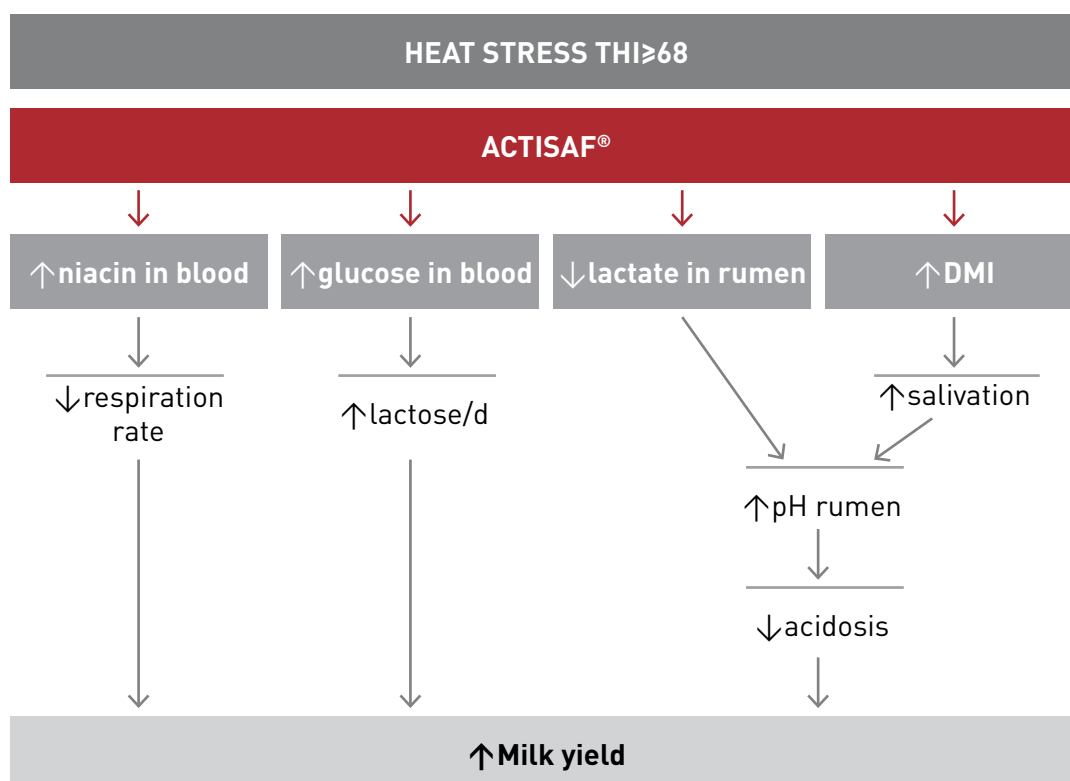 HEAT STRESS THI≥68
ACTISAF®
↑niacin in blood
↑glucose in blood
↓lactate in rumen
↑DMI
↓respiration
rate
↑lactose/d
↑salivation
↑pH rumen
↓acidosis
↑Milk yield